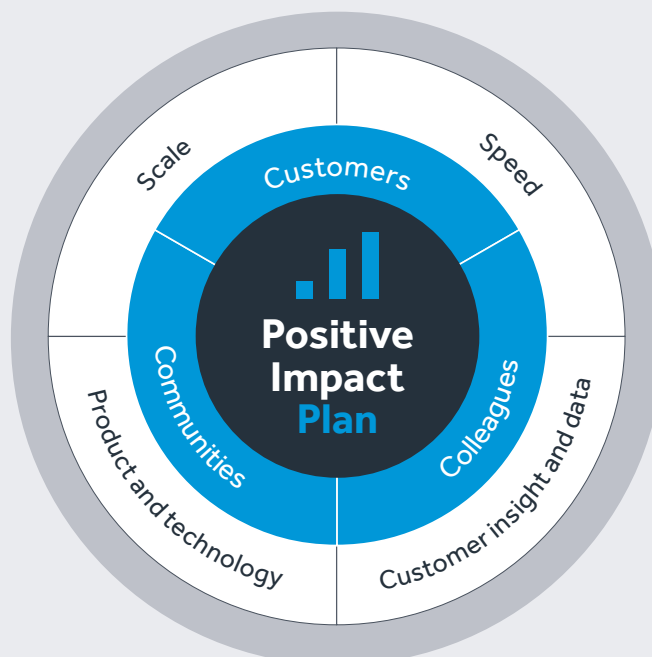 Scale
Speed
Customers
Positive
Impact
Plan
Communities
Colleagues
Product and technology
Customer insight and data